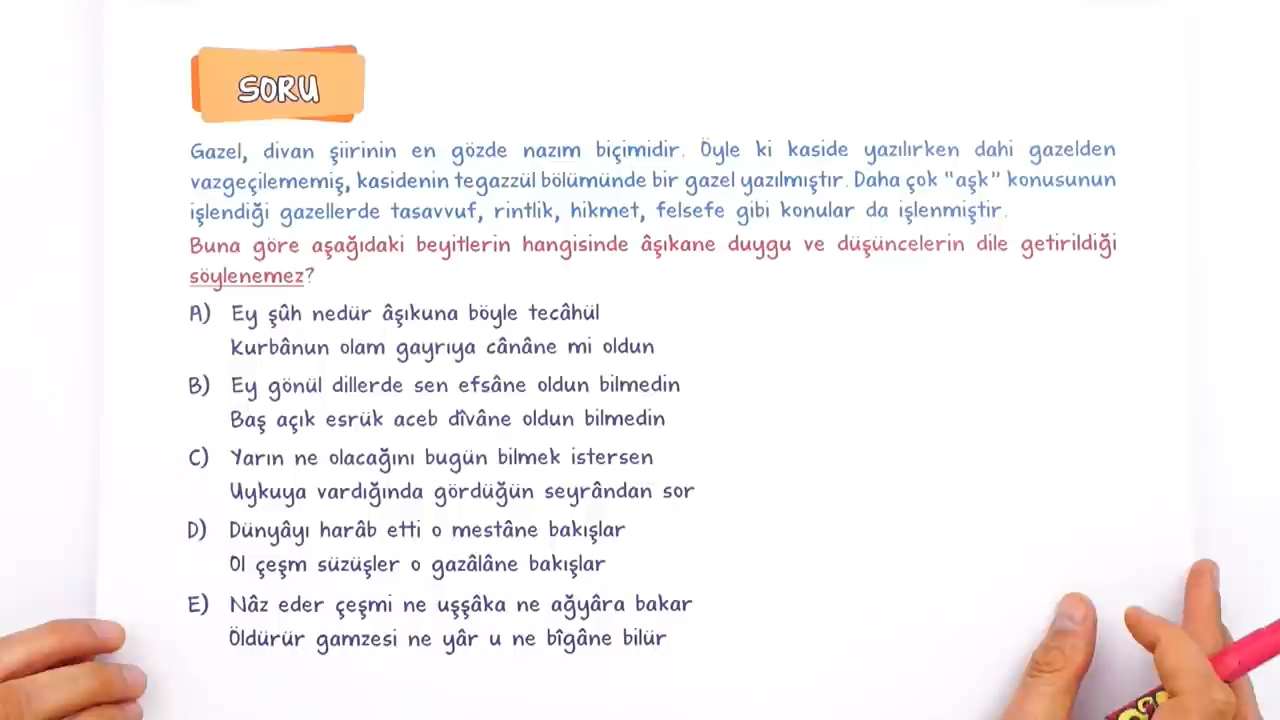 SORU
Gazel, divan şiirinin en gözde nazım biçimidir. Öyle ki kaside yazılırken dahi gazelden
vazgeçilememiş, kasidenin tegazzül bölümünde bir gazel yazılmıştır. Daha çok "aşk" konusunun
işlendiği gazellerde tasavvuf, rintlik, hikmet, felsefe gibi konular da işlenmiştir.
Buna göre aşağıdaki beyitlerin hangisinde âşıkane duygu ve düşüncelerin dile getirildiği
söylenemez?
A) Ey şûh nedür âşıkuna böyle tecâhül
Kurbânun olam gayrıya cânâne mi oldun
B) Ey gönül dillerde sen efsâne oldun bilmedin
Baş açık esrük aceb dîvâne oldun bilmedin
C) Yarın ne olacağını bugün bilmek istersen
Uykuya vardığında gördüğün seyrândan sor
D) Dünyâyı harâb etti o mestâne bakışlar
Ol çeşm süzüşler o gazâlâne bakışlar
E) Nâz eder çeşmi ne uşşâka ne ağyâra bakar
Öldürür gamzesi ne yâr u ne bîgâne bilür